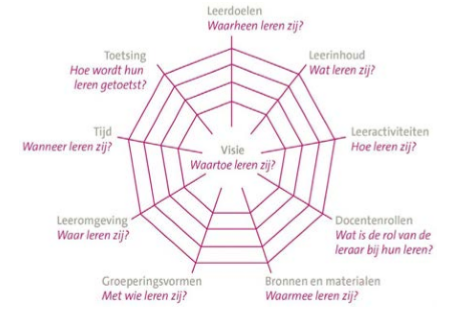 Leerdoelen
Waarheen leren zij?
Leerinhoud
Wat leren zij?
Leeractiviteiten
Hoe leren zij?
Docentenrollen
Wat is de rol van de
leraar bij hun leren?
Bronnen en materialen
Waarmee leren zij?
Groeperingsvormen
Met wie leren zij?
Leeromgeving
Waar leren zij?
Tijd
Wanneer leren zij?
Toetsing
Hoe wordt hun
leren getoetst?
Visie
Waartoe leren zij?